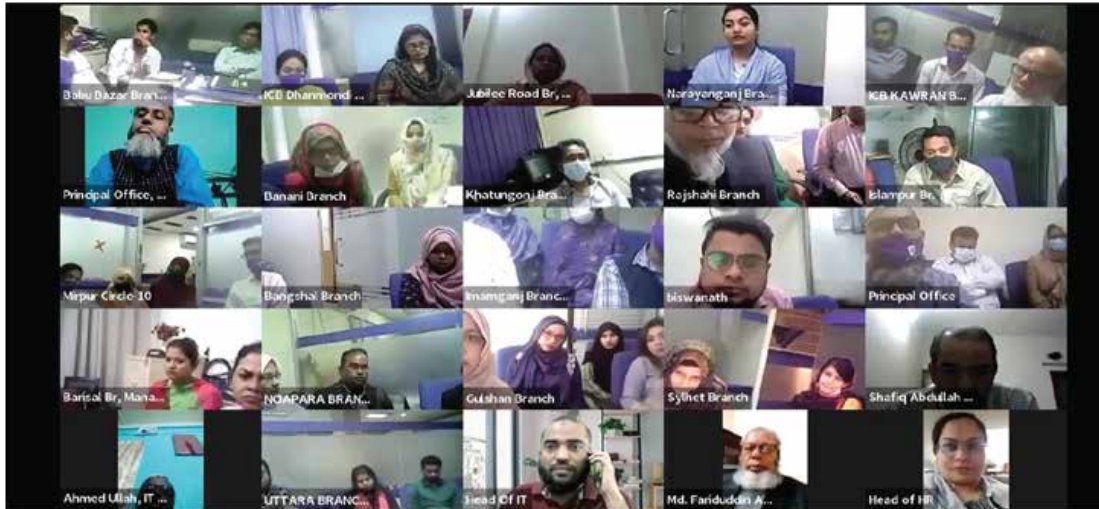 Babu Bazar Bran...
ICB Dhanmondi ...
Jubilee Road Br, ...
Narayanganj Bra...
ICB KAWRAN B...
Principal Office, ...
Banani Branch
Khatungonj Bra...
Rajshahi Branch
Islampur Br.
Mirpur Circle-10
Bangshal Branch
Imamganj Branc...
biswanath
Principal Office
Barisal Br, Mana...
NOAPARA BRAN...
Gulshan Branch
Sylhet Branch
Shafiq Abdullah ...
Ahmed Ullah, IT ...
UTTARA BRANC...
Head Of IT
Md. Fariduddin A...
Head of HR